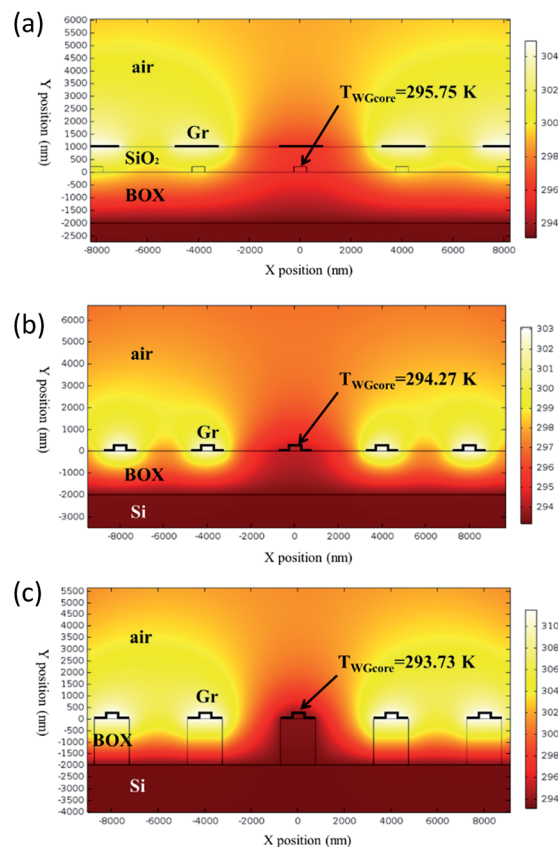 (a)
6000
5500
5000
4500
4000
3500
3000
2500
2000
1500
1000
500
0
-500
-1000
-1500
-2000
-2500
Y position (nm)
air
Gr
SiO₂
BOX
T_WGcore=295.75 K
304
302
300
298
296
294
-8000 -6000 -4000 -2000 0 2000 4000 6000 8000
X position (nm)
(b)
6000
5000
4000
3000
2000
1000
0
-1000
-2000
-3000
Y position (nm)
air
Gr
BOX
Si
T_WGcore=294.27 K
303
302
301
300
299
298
297
296
295
294
-8000 -6000 -4000 -2000 0 2000 4000 6000 8000
X position (nm)
(c)
5500
5000
4500
4000
3500
3000
2500
2000
1500
1000
500
0
-500
-1000
-1500
-2000
-2500
-3000
-3500
-4000
Y position (nm)
air
Gr
BOX
Si
T_WGcore=293.73 K
310
308
306
304
302
300
298
296
294
-8000 -6000 -4000 -2000 0 2000 4000 6000 8000
X position (nm)